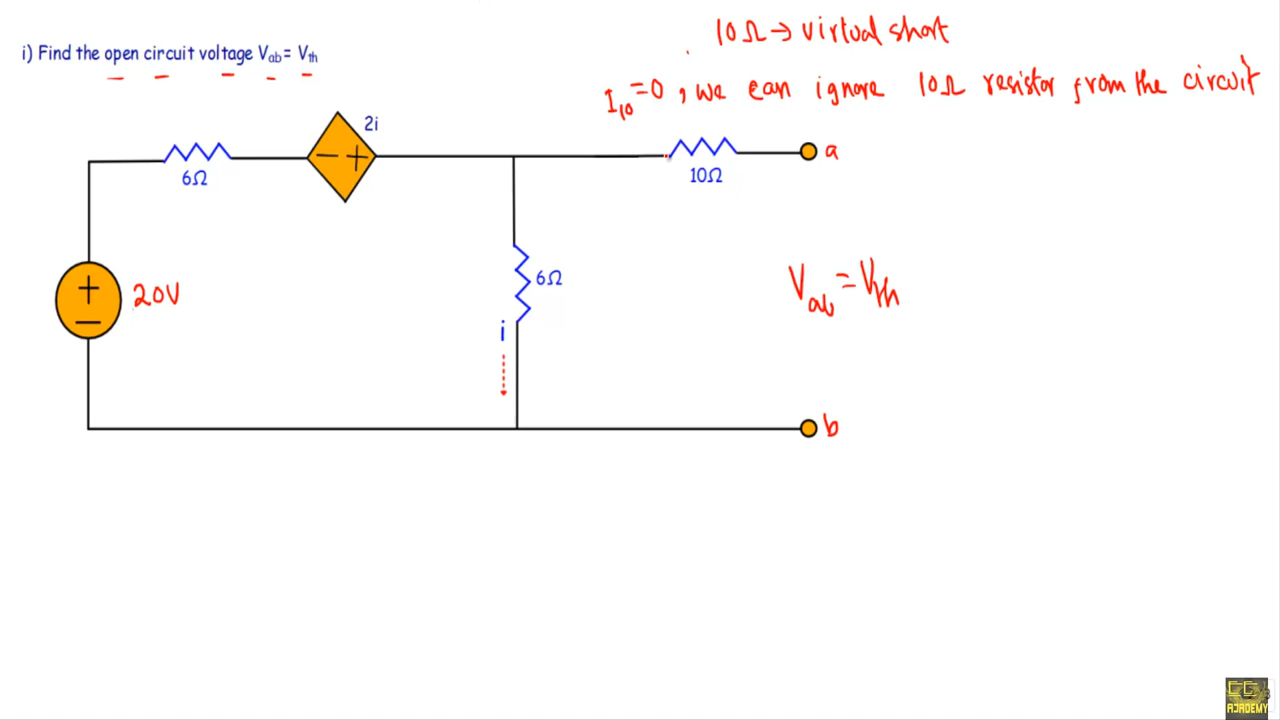 10Ω → virtual short
i) Find the open circuit voltage Vab= Vth
I10 =0 , we can ignore 10Ω resistor from the circuit
2i
6Ω
10Ω
a
6Ω
20V
Vab = Vth
i
b
ACADEMY